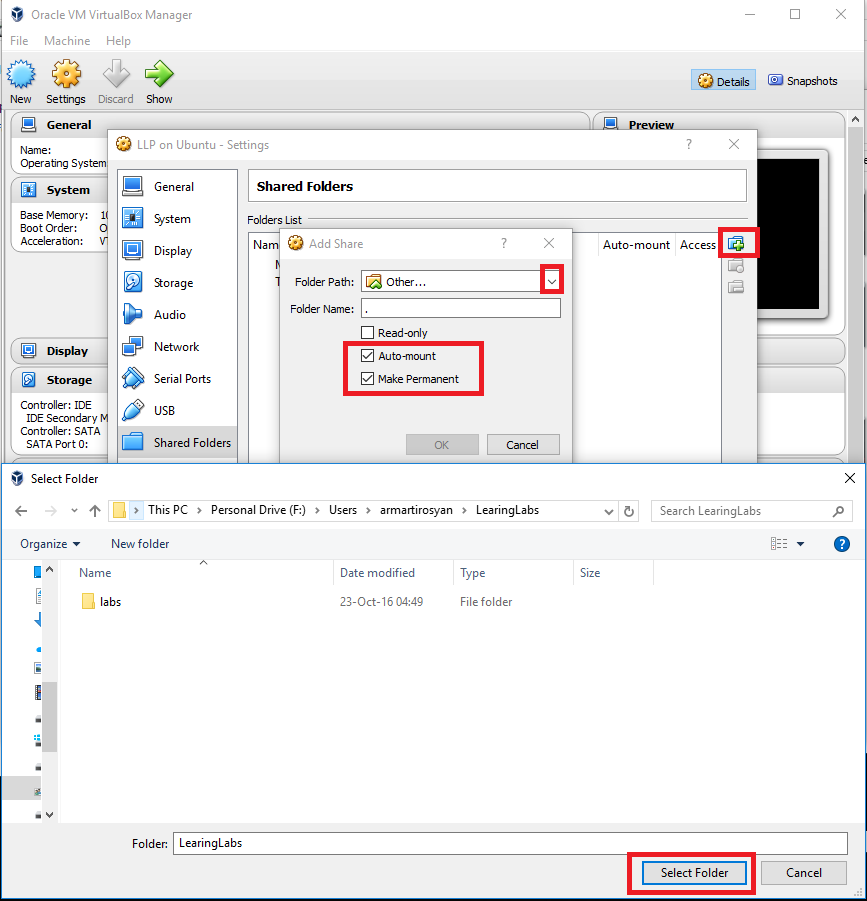 Oracle VM VirtualBox Manager
File Machine Help
New Settings Discard Show Details Snapshots
General Preview
Name:
Operating System
System
Base Memory:
Boot Order:
Acceleration:
Display
Storage
Controller: IDE
IDE Secondary M
Controller: SATA
SATA Port 0:
LLP on Ubuntu - Settings ?
General
System
Display
Storage
Audio
Network
Serial Ports
USB
Shared Folders
Shared Folders
Folders List
Nam Auto-mount Access
Add Share ?
Folder Path: Other...
Folder Name: .
Read-only
Auto-mount
Make Permanent
OK Cancel
Select Folder
This PC > Personal Drive (F:) > Users > armartirosyan > LearingLabs Search LearingLabs
Organize New folder ?
Name Date modified Type Size
labs 23-Oct-16 04:49 File folder
Folder: LearingLabs
Select Folder Cancel